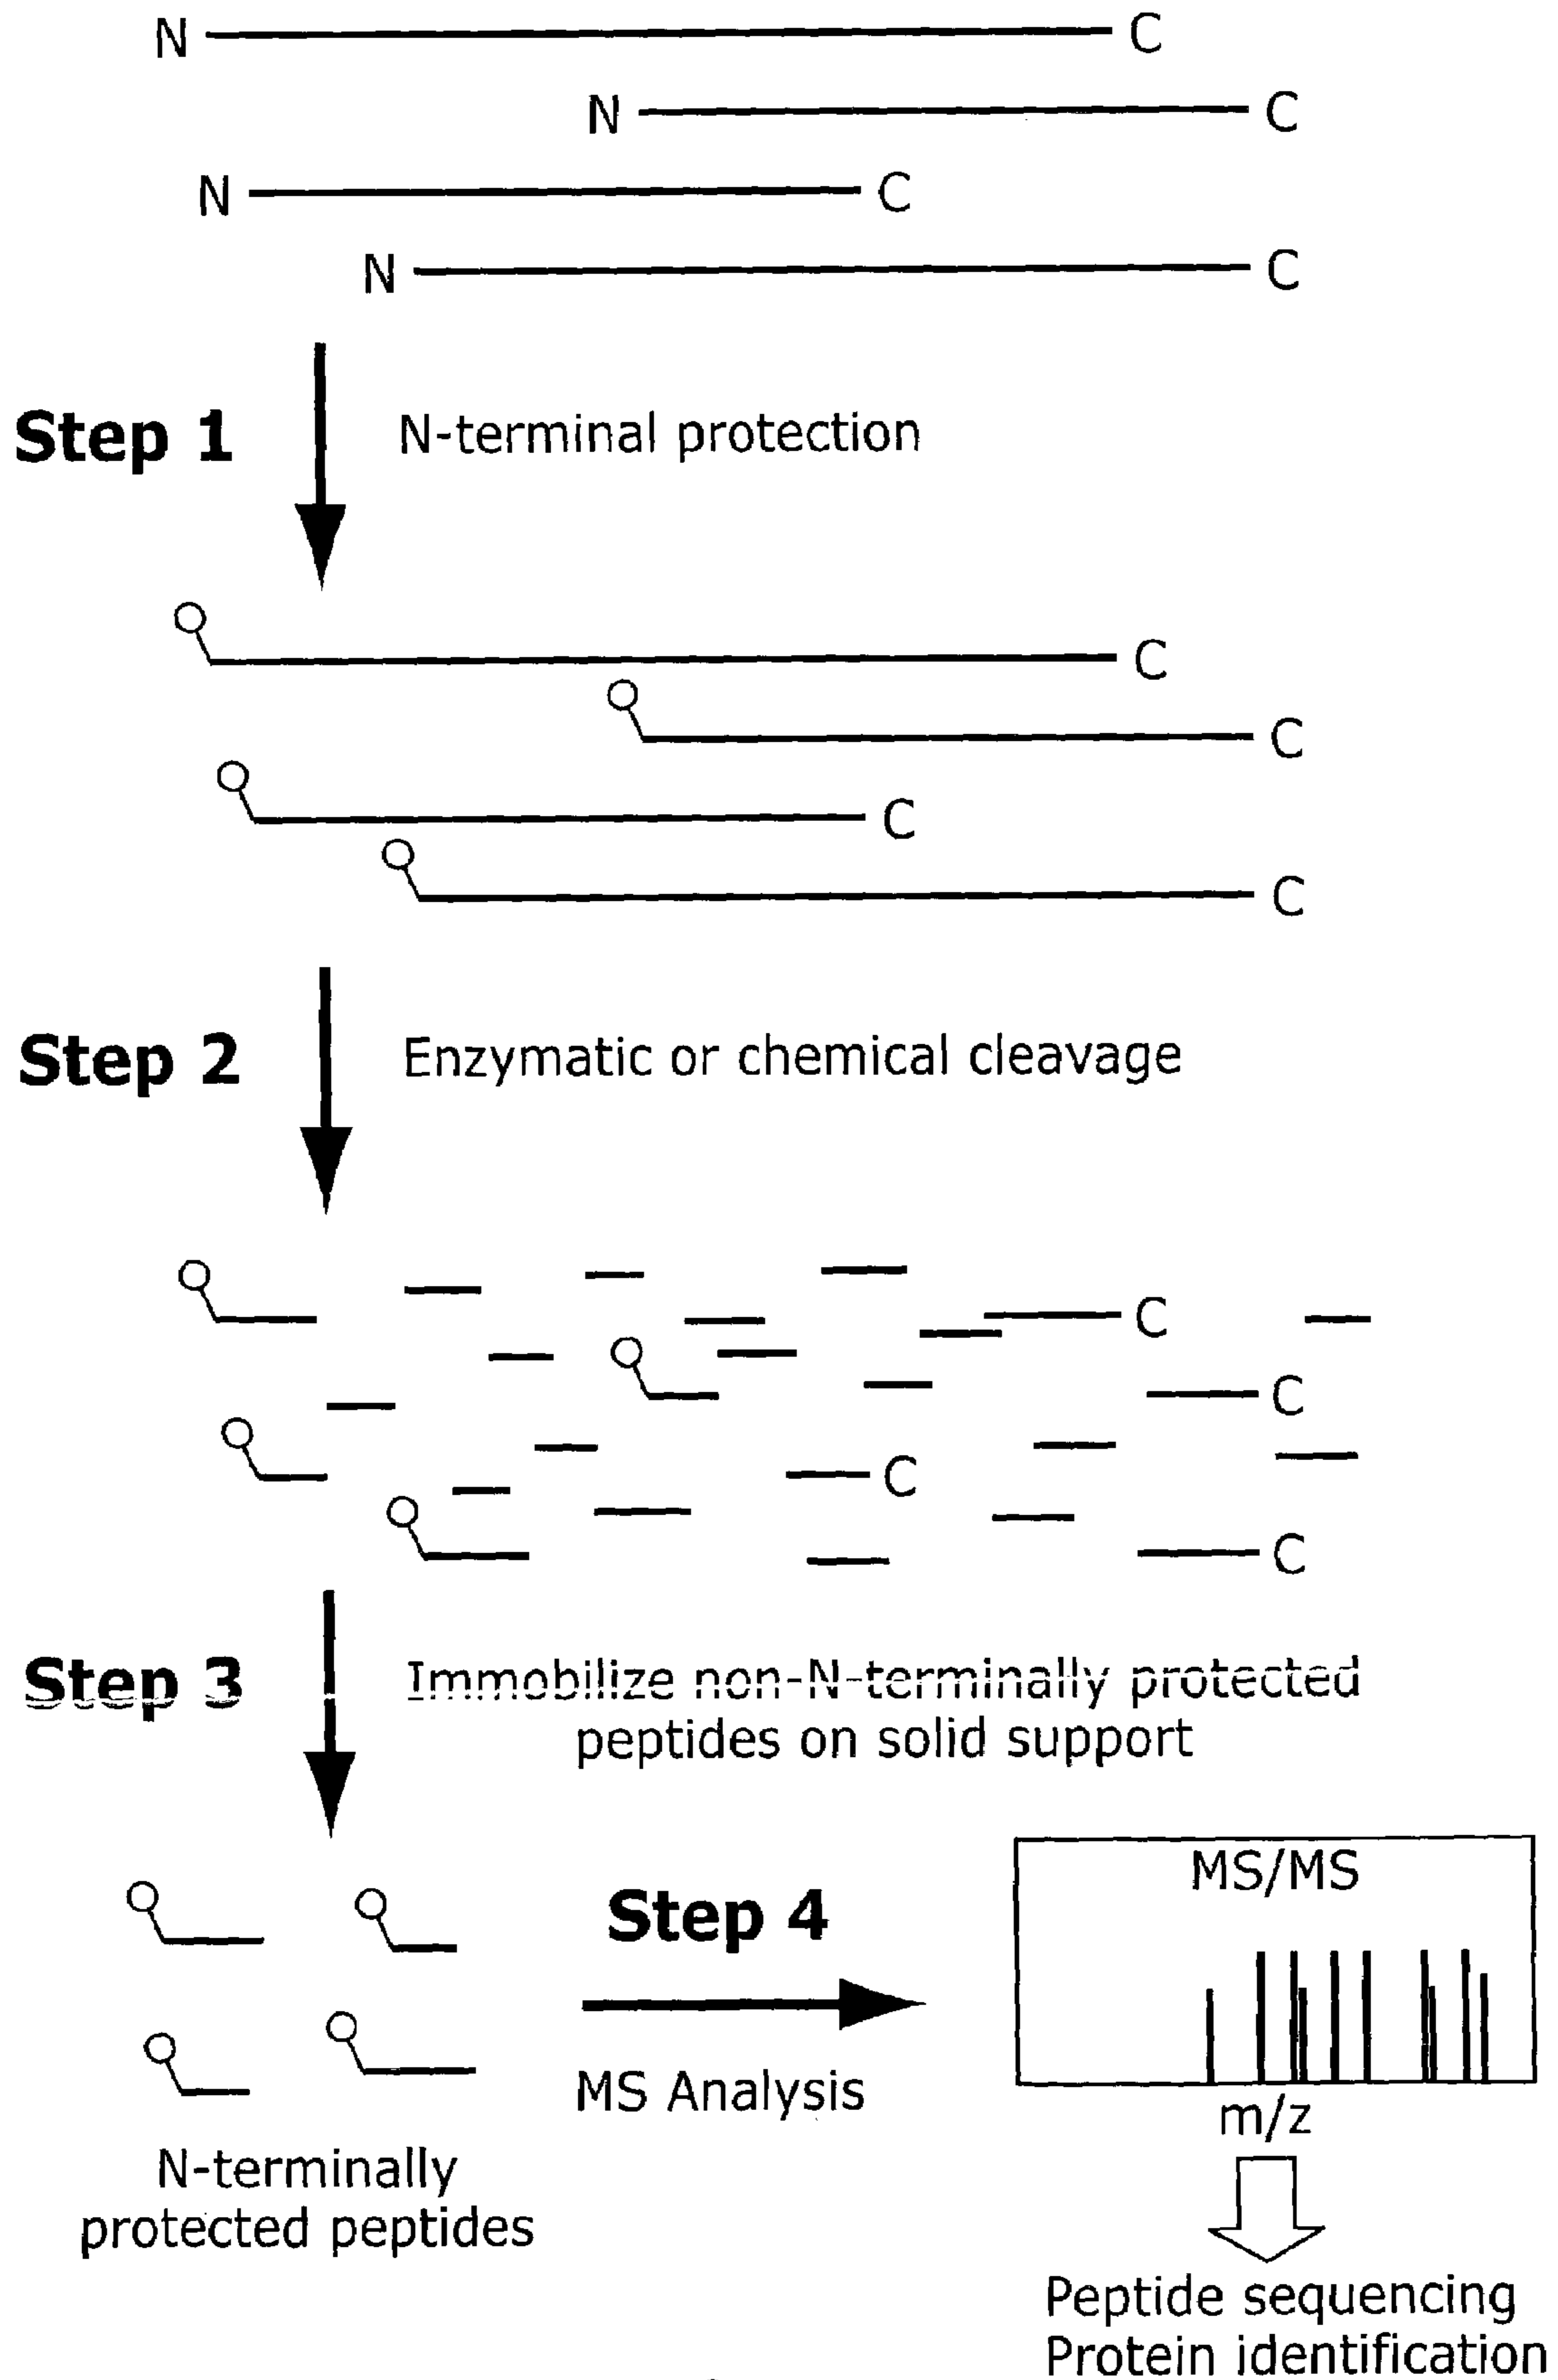 N C
N C
N C
N C
Step 1 N-terminal protection
C
C
C
C
Step 2 Enzymatic or chemical cleavage
C
C
C
C
Step 3 Immobilize non-N-terminally protected
peptides on solid support
MS/MS
Step 4
MS Analysis
m/z
N-terminally
protected peptides
Peptide sequencing
Protein identification